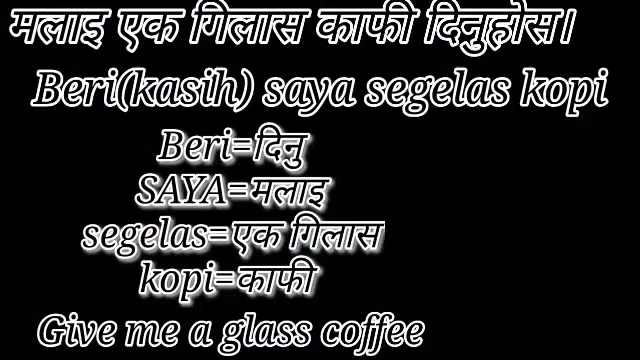 मलाइ एक गिलास काफी दिनुहोस।
Beri(kasih) saya segelas kopi
Beri=दिनु
SAYA=मलाइ
segelas=एक गिलास
kopi=काफी
Give me a glass coffee